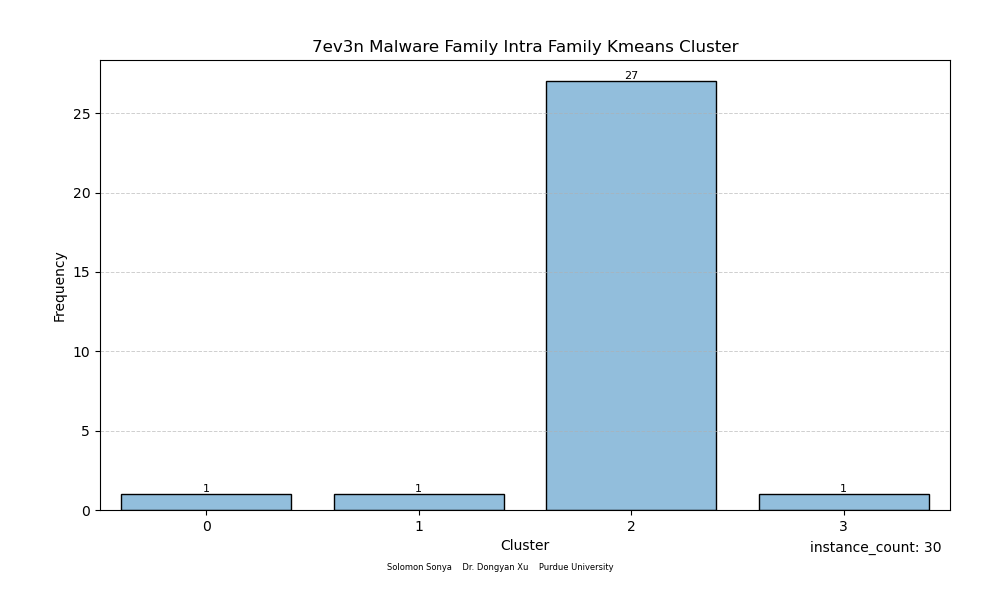 7ev3n Malware Family Intra Family Kmeans Cluster
27
25
20
15
10
5
0
Frequency
1
1
1
0 1 2 3
Cluster
instance_count: 30
Solomon Sonya Dr. Dongyan Xu Purdue University